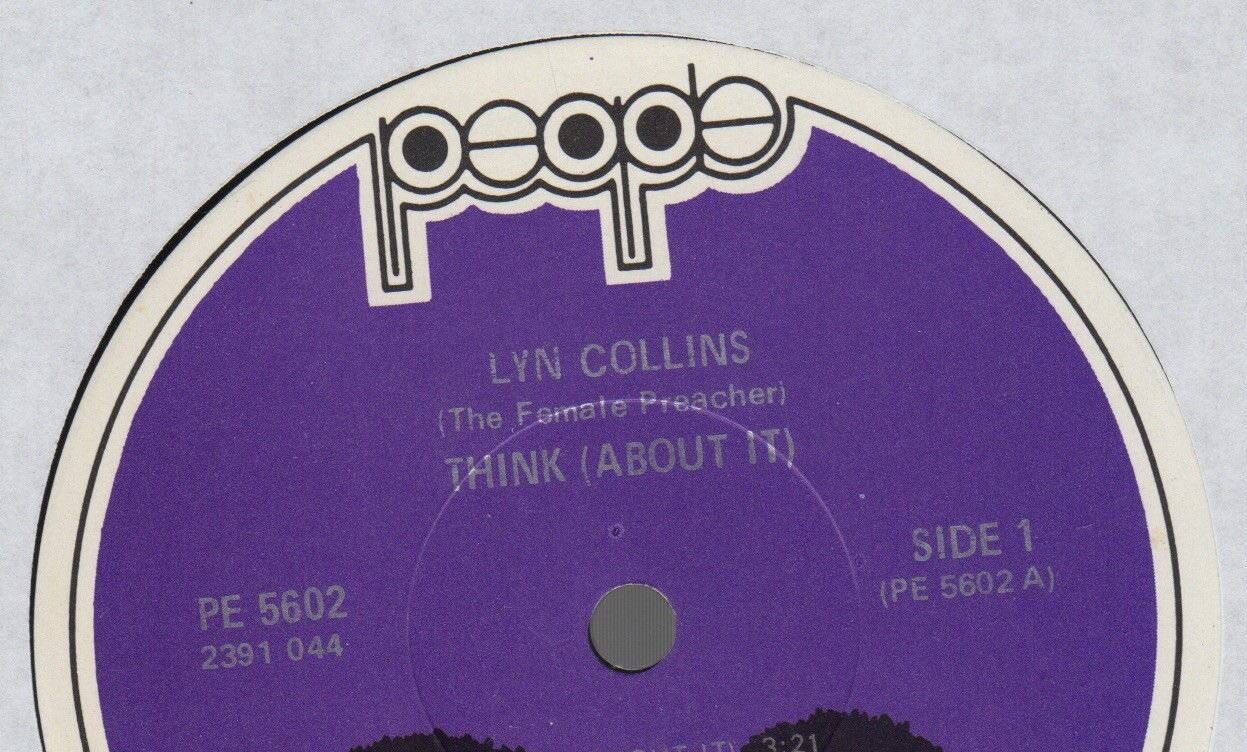 people
LYN COLLINS
(The Female Preacher)
THINK (ABOUT IT)
SIDE 1
(PE 5602 A)
PE 5602
2391 044
IT) 3:21